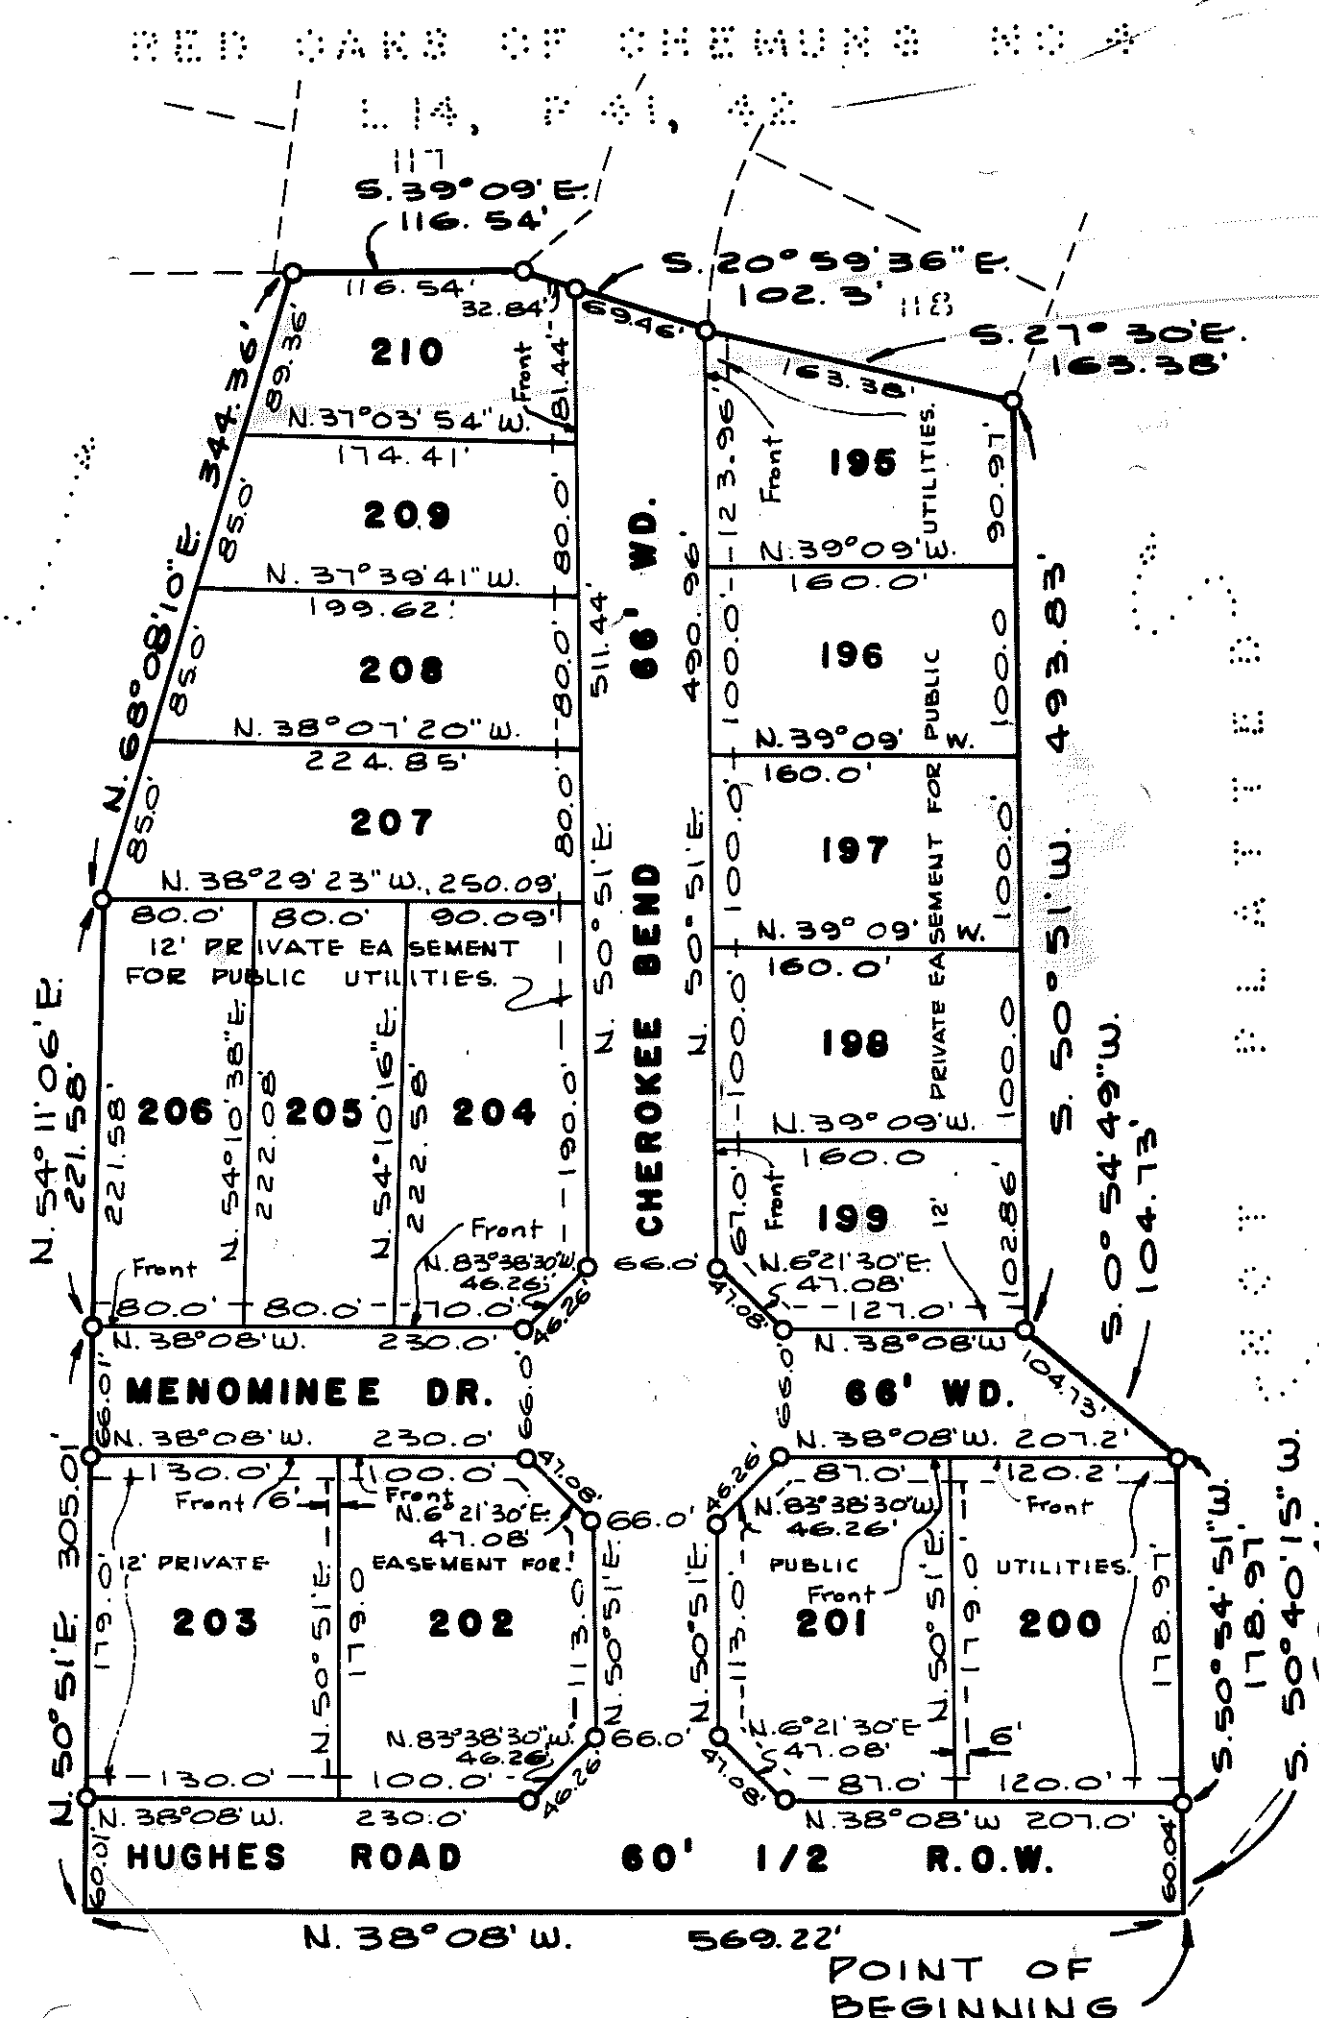 RED OAKS OF CHEMUNG NO 4
L.14, P 41, 42
117
S. 39° 09' E.
116. 54'
S. 20° 59' 36" E.
102. 3'
118
S. 27° 30' E.
163.38'
116. 54'
32.84'
69.46'
163.38'
344.36'
N. 68° 08' 10" E.
89.36'
210
Front
81.44'
N. 37° 03' 54" W.
174. 41'
85.0'
209
80.0'
N. 37° 39' 41" W.
199. 62'
85.0'
208
80.0'
N. 38° 07' 20" W.
224. 85'
85.0'
207
80.0'
N. 38° 29' 23" W., 250.09'
511.44'
N. 50° 51' E.
66' WD.
CHEROKEE BEND
490.96'
N. 50° 51' E.
123.96'
Front
195
UTILITIES.
90.97'
N. 39° 09' W.
160.0'
100.0'
196
100.0
N. 39° 09' W.
160.0'
100.0'
197
PRIVATE EASEMENT FOR PUBLIC
100.0'
N. 39° 09' W.
160.0'
100.0'
198
100.0
N. 39° 09' W.
160.0
67.0'
Front
199
12'
102.86'
493.83'
S. 50° 51' W.
NOT PLATTED
80.0'
80.0'
90.09'
12' PRIVATE EASEMENT
FOR PUBLIC UTILITIES.
N. 54° 11' 06" E.
221.58'
221.58'
206
N. 54° 10' 38" E.
222.08'
205
N. 54° 10' 16" E.
222.58'
204
190.0'
Front
Front
N. 83° 38' 30" W.
46.26'
46.26'
66.0'
N. 6° 21' 30" E.
47.08'
47.08'
80.0'
80.0'
70.0'
127.0'
N. 38° 08' W.
230.0'
N. 38° 08' W
S. 0° 54' 49" W.
104.73'
104.73'
66.01'
MENOMINEE DR.
66.0'
66.0'
66' WD.
N. 38° 08' W.
230.0'
N. 38° 08' W. 207.2'
130.0'
100.0'
47.08'
46.26'
87.0'
120.2'
Front
6'
Front
N. 6° 21' 30" E.
47.08'
66.0'
N. 83° 38' 30" W.
46.26'
Front
N. 50° 51' E. 305.01'
12' PRIVATE
EASEMENT FOR
PUBLIC
UTILITIES.
Front
179.0'
203
N. 50° 51' E.
179.0
202
113.0'
N. 50° 51' E.
N. 50° 51' E.
113.0'
201
N. 50° 51' E.
179.0'
200
178.97'
S. 50° 54' 51" W.
178.97'
S. 50° 40' 15" W.
N. 83° 38' 30" W.
46.26'
46.26'
66.0'
N. 6° 21' 30" E
47.08'
47.08'
6'
130.0'
100.0'
87.0'
120.0'
N. 38° 08' W.
230.0'
N. 38° 08' W 207.0'
60.01'
HUGHES ROAD 60' 1/2 R.O.W.
60.04'
N. 38° 08' W.
569.22'
POINT OF
BEGINNING